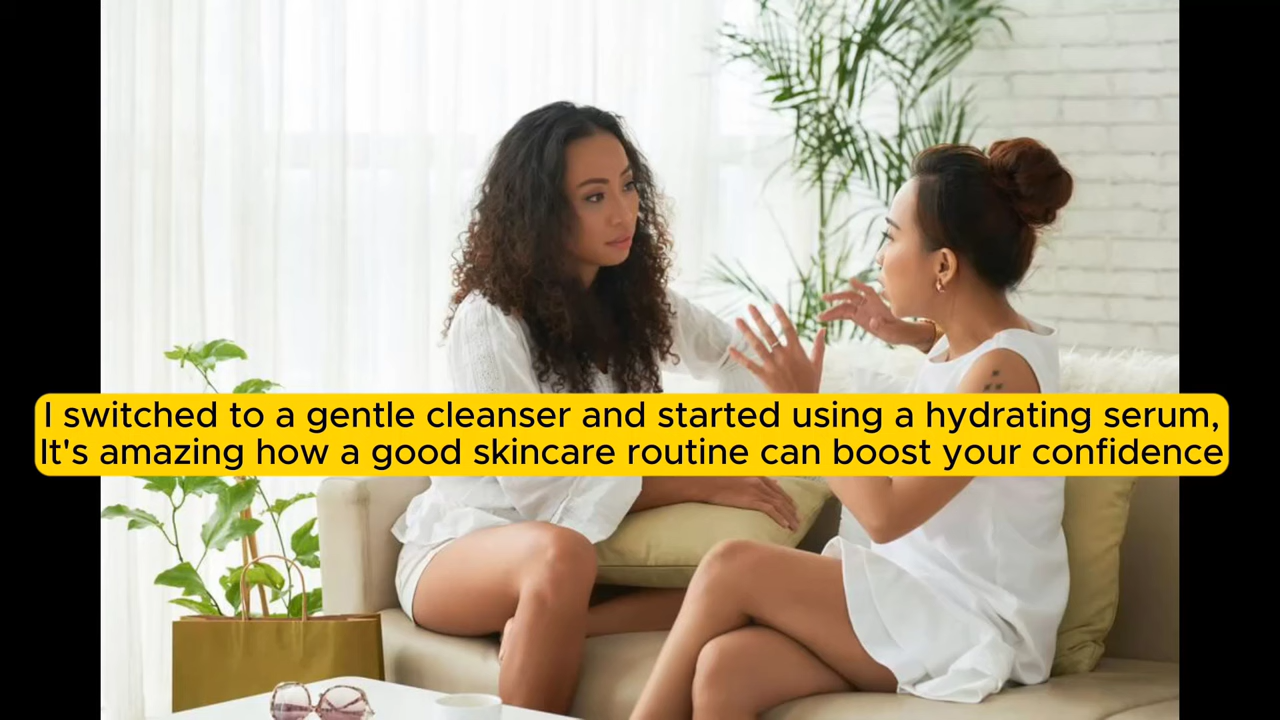 I switched to a gentle cleanser and started using a hydrating serum,
It's amazing how a good skincare routine can boost your confidence